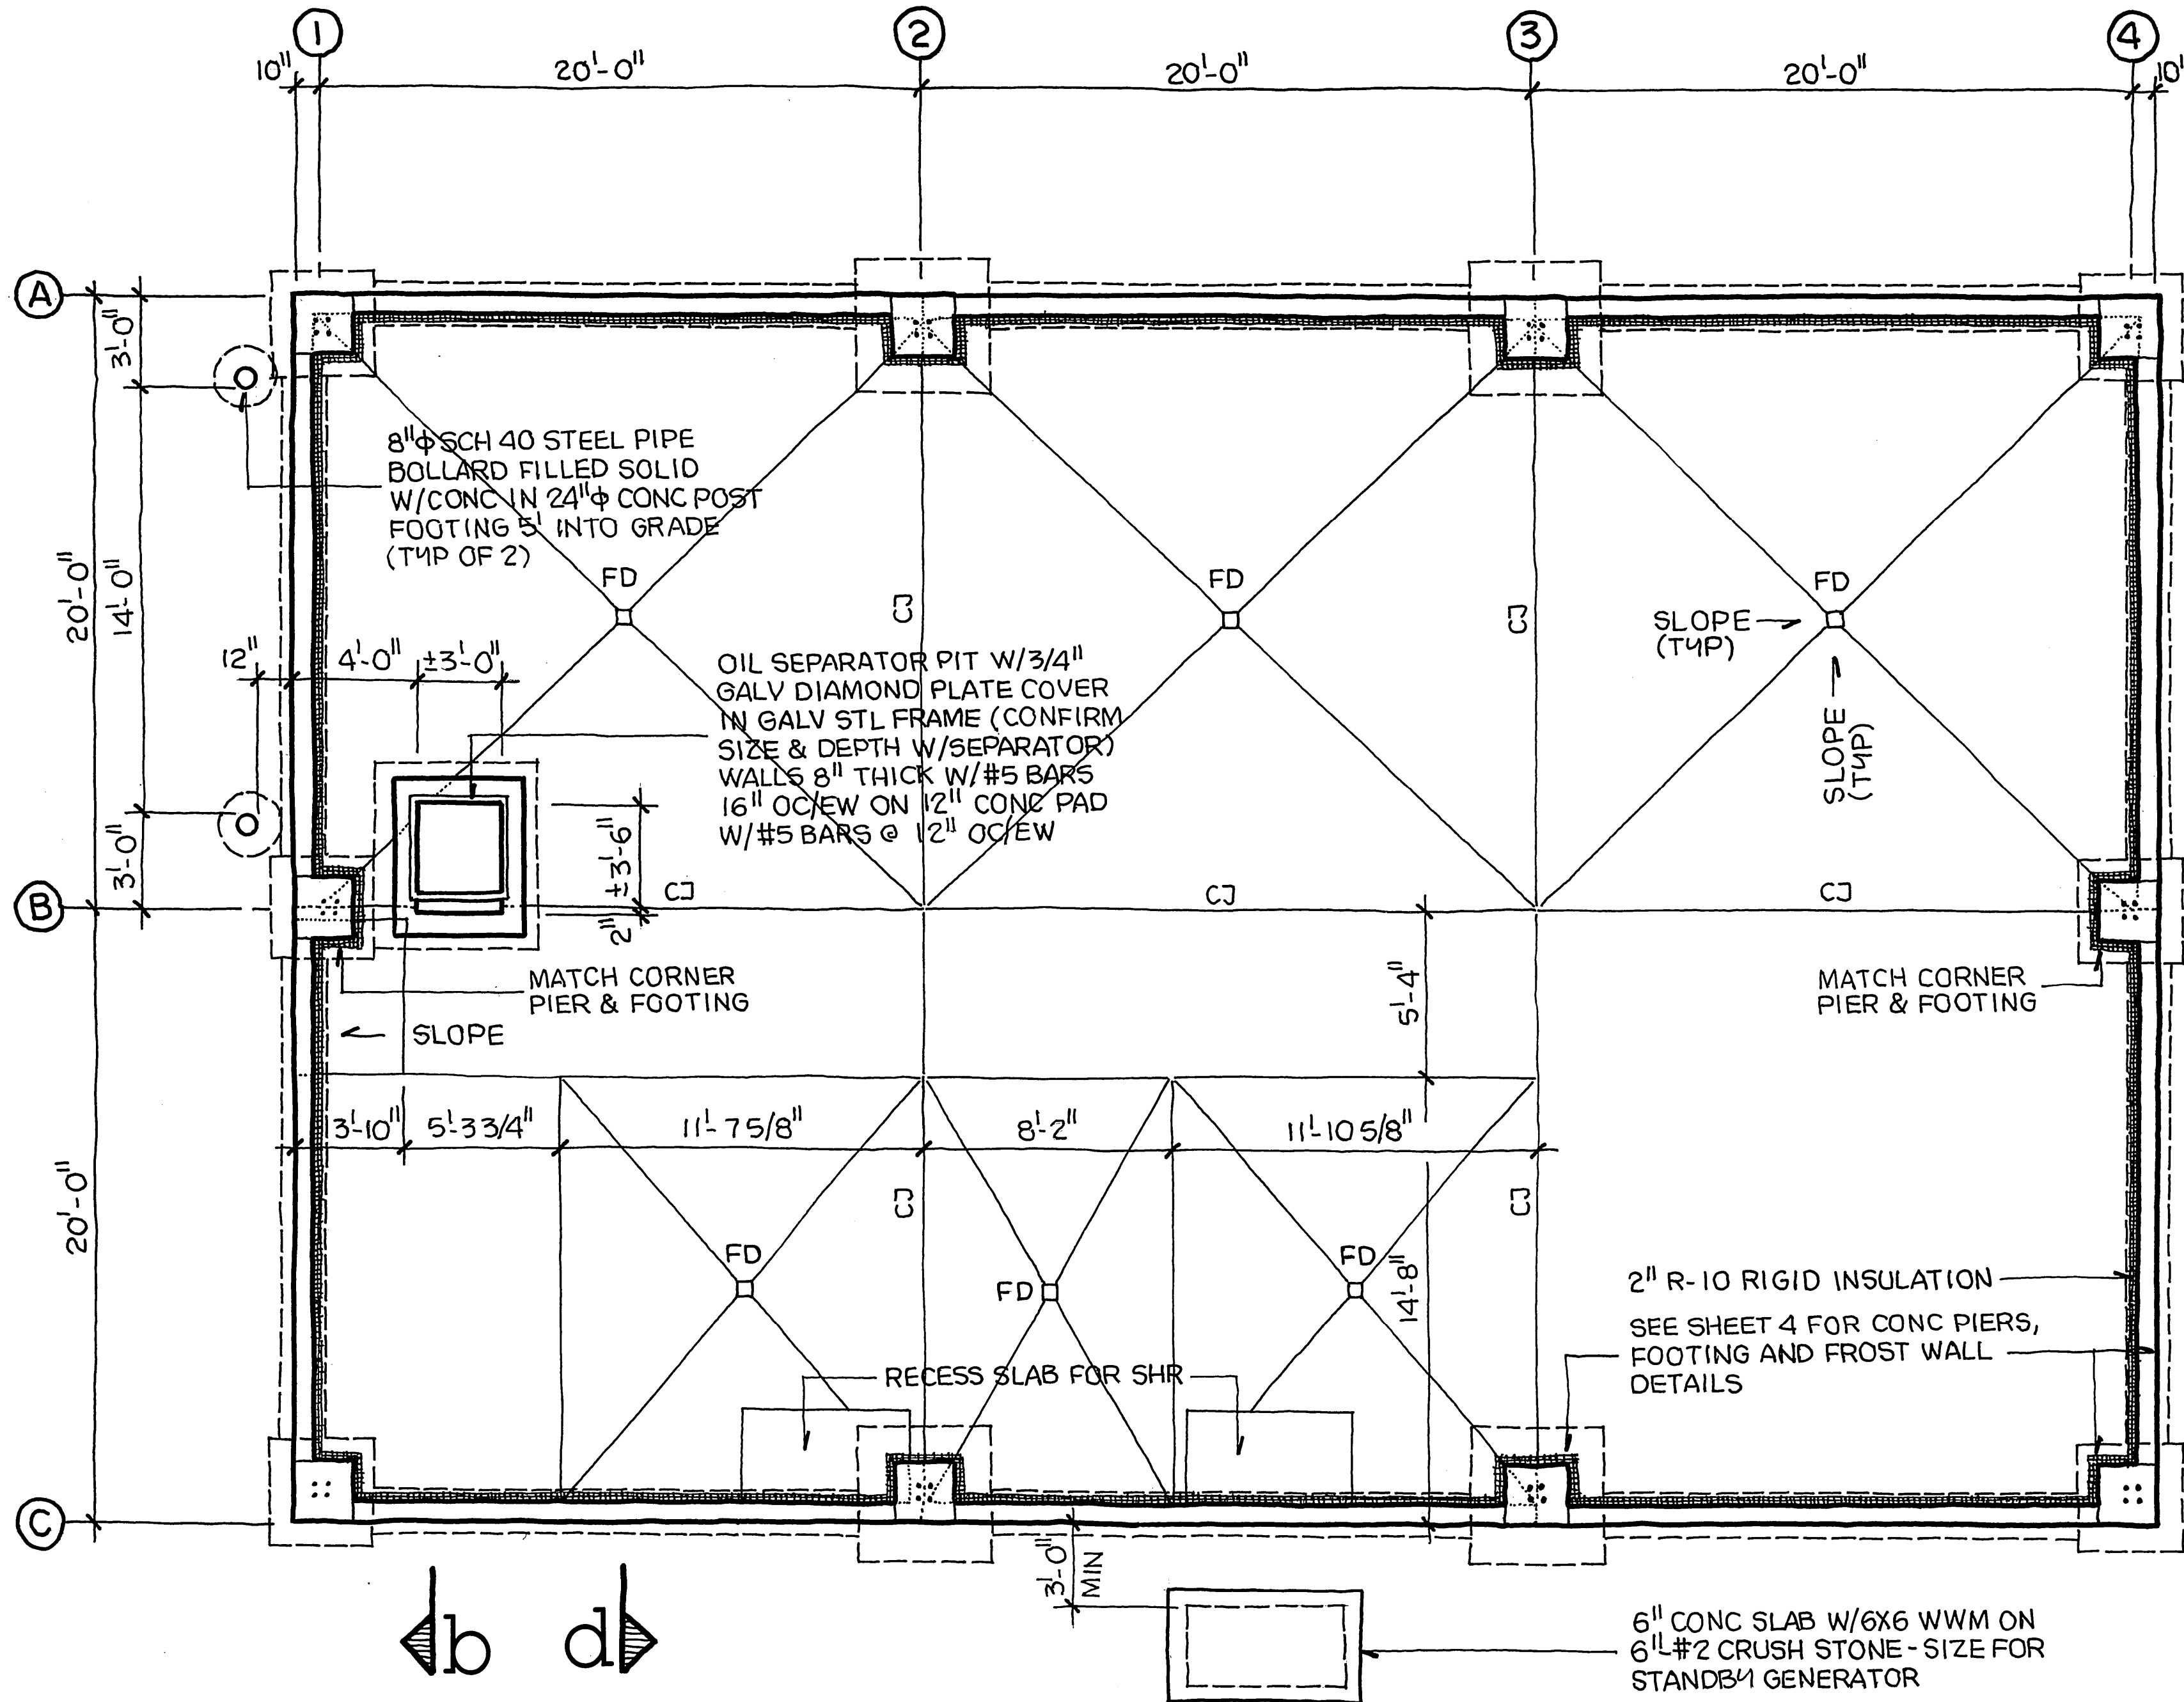 1
2
3
4
10"
20'-0"
20'-0"
20'-0"
10'
A
3'-0"
8"ϕ SCH 40 STEEL PIPE
BOLLARD FILLED SOLID
W/CONC IN 24"ϕ CONC POST
FOOTING 5' INTO GRADE
(TYP OF 2)
20'-0"
14'-0"
FD
FD
FD
CJ
CJ
SLOPE
(TYP)
SLOPE
(TYP)
12"
4'-0"
±3'-0"
OIL SEPARATOR PIT W/3/4"
GALV DIAMOND PLATE COVER
IN GALV STL FRAME (CONFIRM
SIZE & DEPTH W/SEPARATOR)
WALLS 8" THICK W/#5 BARS
16" OC/EW ON 12" CONC PAD
W/#5 BARS @ 12" OC/EW
3'-0"
±3'-6"
2"
B
CJ
CJ
CJ
MATCH CORNER
PIER & FOOTING
MATCH CORNER
PIER & FOOTING
SLOPE
5'-4"
3'-10"
5'-3 3/4"
11'-7 5/8"
8'-2"
11'-10 5/8"
20'-0"
CJ
CJ
FD
FD
FD
14'-8"
2" R-10 RIGID INSULATION
SEE SHEET 4 FOR CONC PIERS,
FOOTING AND FROST WALL
DETAILS
RECESS SLAB FOR SHR
C
3'-0"
MIN
b
d
6" CONC SLAB W/6X6 WWM ON
6"-#2 CRUSH STONE - SIZE FOR
STANDBY GENERATOR